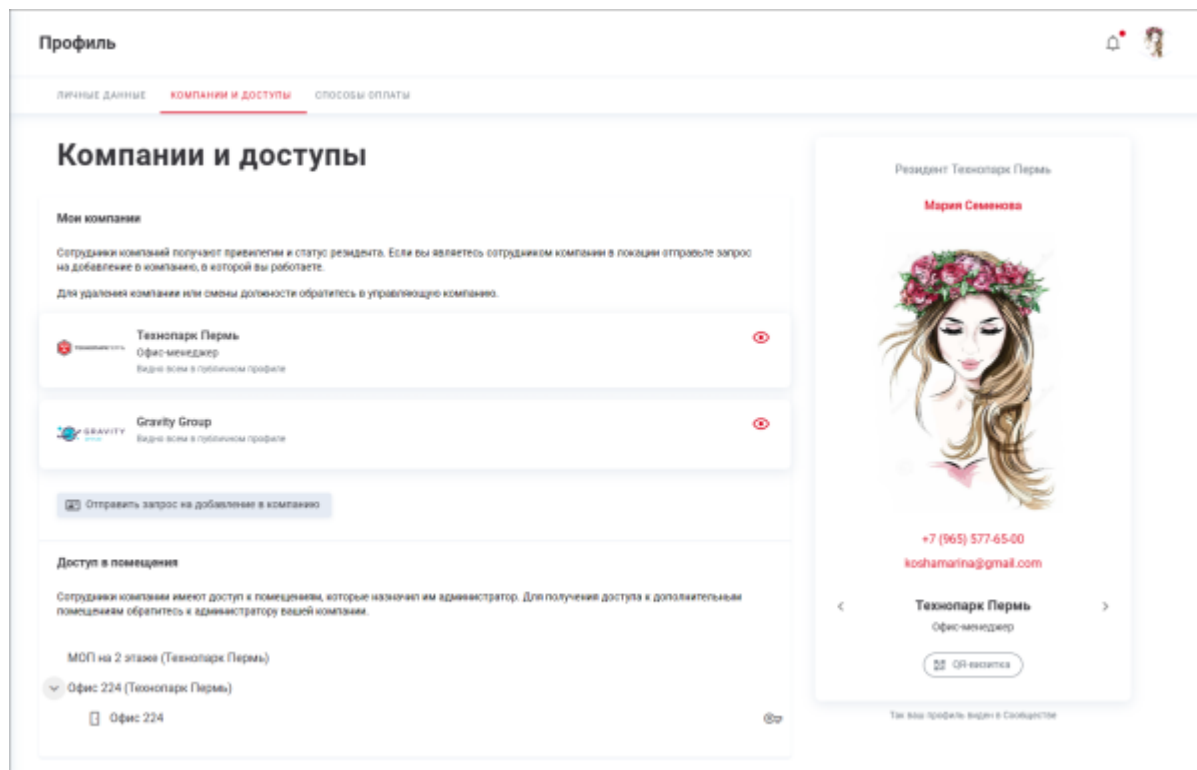 Профиль
ЛИЧНЫЕ ДАННЫЕ КОМПАНИИ И ДОСТУПЫ СПОСОБЫ ОПЛАТЫ
Компании и доступы
Мои компании
Сотрудники компаний получают привилегии и статус резидента. Если вы являетесь сотрудником компании в локации отправьте запрос
на добавление в компанию, в которой вы работаете.
Для удаления компании или смены должности обратитесь в управляющую компанию.
Технопарк Пермь
Офис-менеджер
Видно всем в публичном профиле
GRAVITY
Gravity Group
Видно всем в публичном профиле
Отправить запрос на добавление в компанию
Доступ в помещения
Сотрудники компании имеют доступ к помещениям, которые назначил им администратор. Для получения доступа к дополнительным
помещениям обратитесь к администратору вашей компании.
МОП на 2 этаже (Технопарк Пермь)
Офис 224 (Технопарк Пермь)
Офис 224
Резидент Технопарк Пермь
Мария Семенова
+7 (965) 577-65-00
koshamarina@gmail.com
Технопарк Пермь
Офис-менеджер
QR-визитка
Так ваш профиль виден в Сообществе